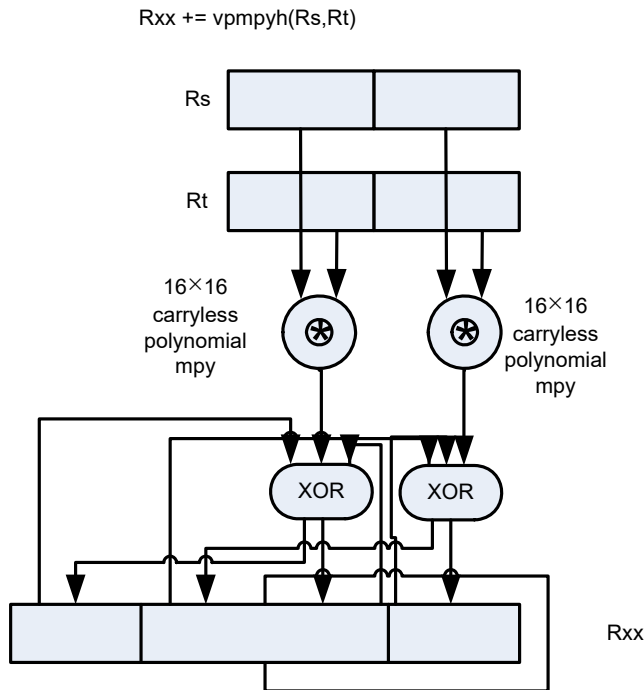 Rxx += vpmpyh(Rs,Rt)
Rs
Rt
16×16
carryless
polynomial
mpy
16×16
carryless
polynomial
mpy
XOR
XOR
Rxx